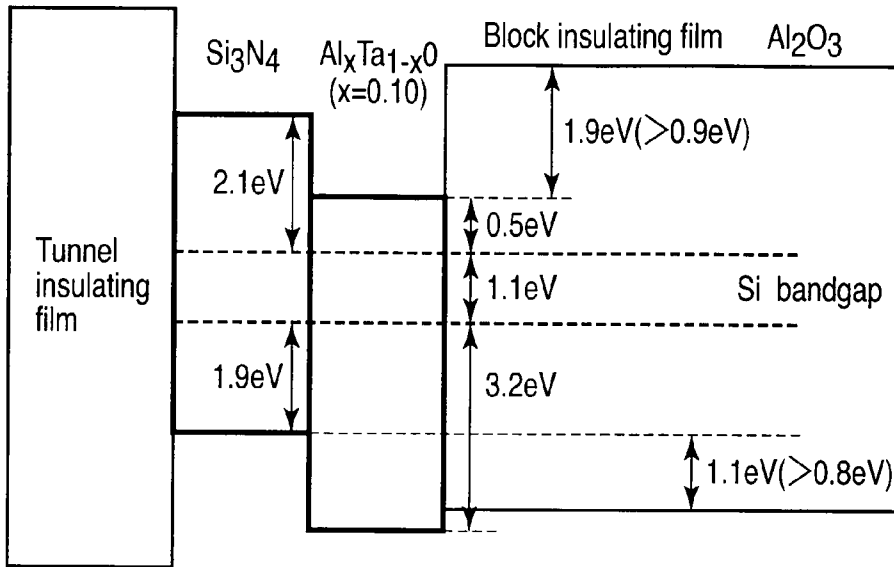 Si₃N₄
AlₓTa₁₋ₓO
(x=0.10)
Block insulating film
Al₂O₃
1.9eV(>0.9eV)
2.1eV
0.5eV
Tunnel
insulating
film
1.1eV
Si bandgap
1.9eV
3.2eV
1.1eV(>0.8eV)